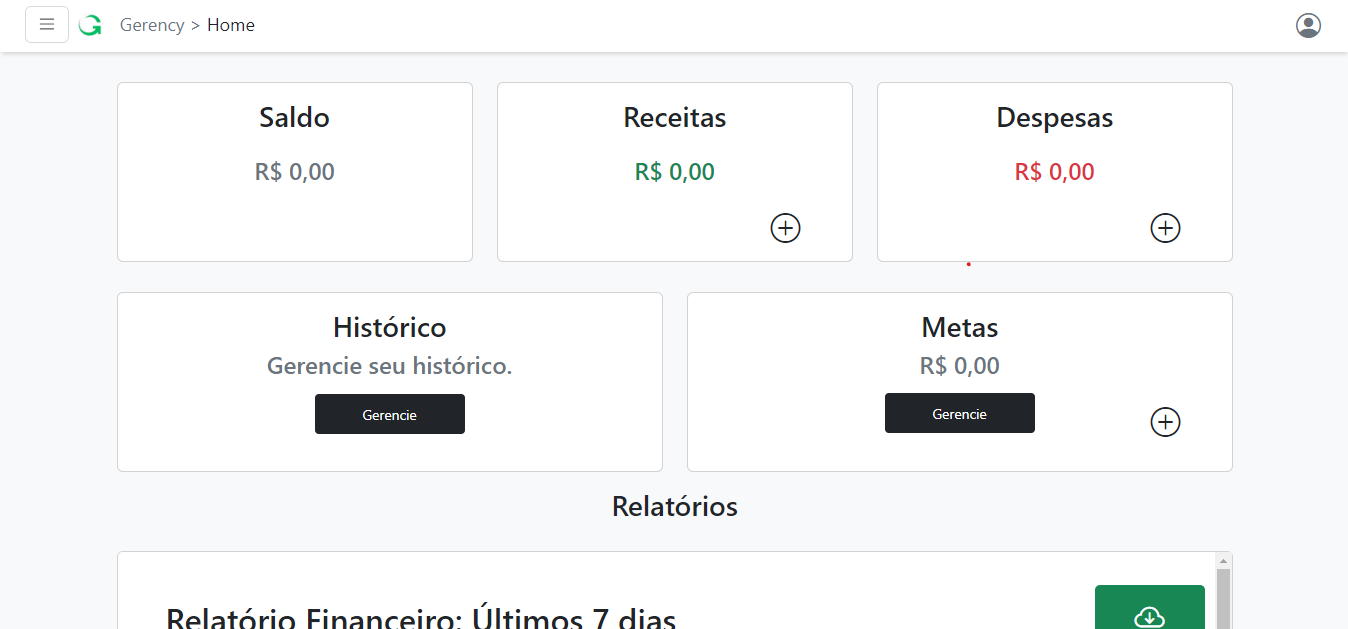 Gerency > Home
Saldo
R$ 0,00
Receitas
R$ 0,00
Despesas
R$ 0,00
Histórico
Gerencie seu histórico.
Gerencie
Metas
R$ 0,00
Gerencie
Relatórios
Relatório Financeiro: Últimos 7 dias